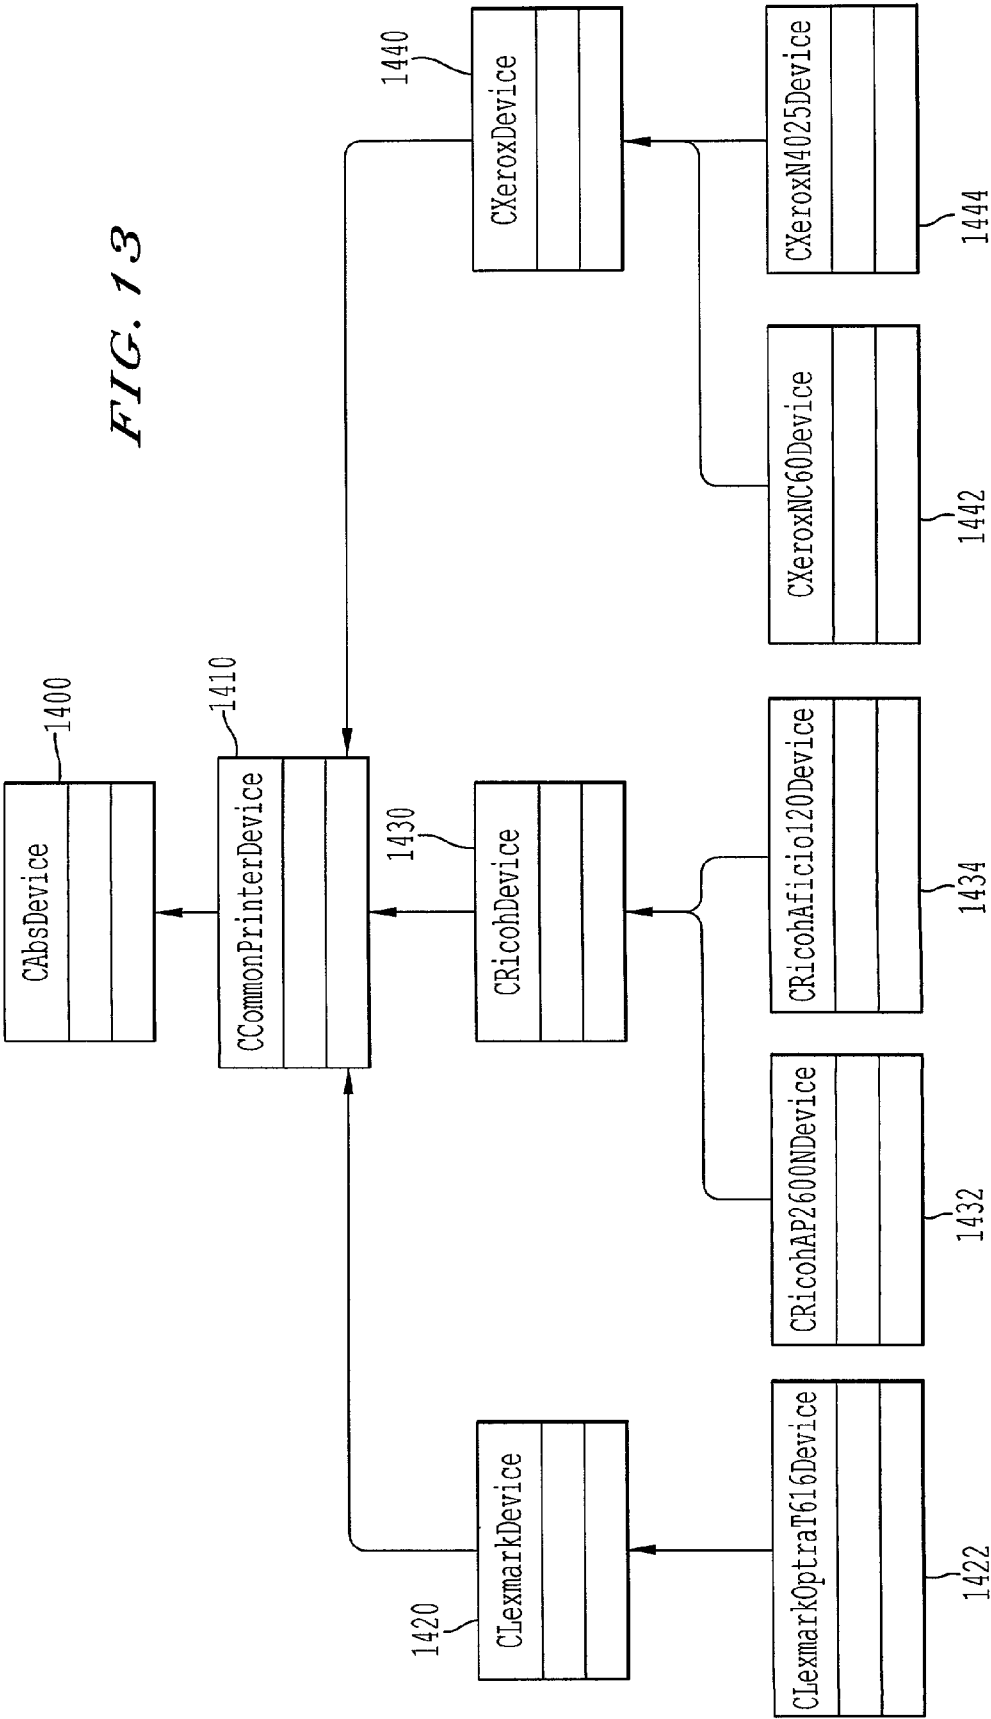 FIG. 13
CAbsDevice
1400
CCommonPrinterDevice
1410
CLexmarkDevice
1420
CRicohDevice
1430
CXeroxDevice
1440
CLexmarkOptraT616Device
1422
CRicohAP2600NDevice
1432
CRicohAficio120Device
1434
CXeroxNC60Device
1442
CXeroxN4025Device
1444